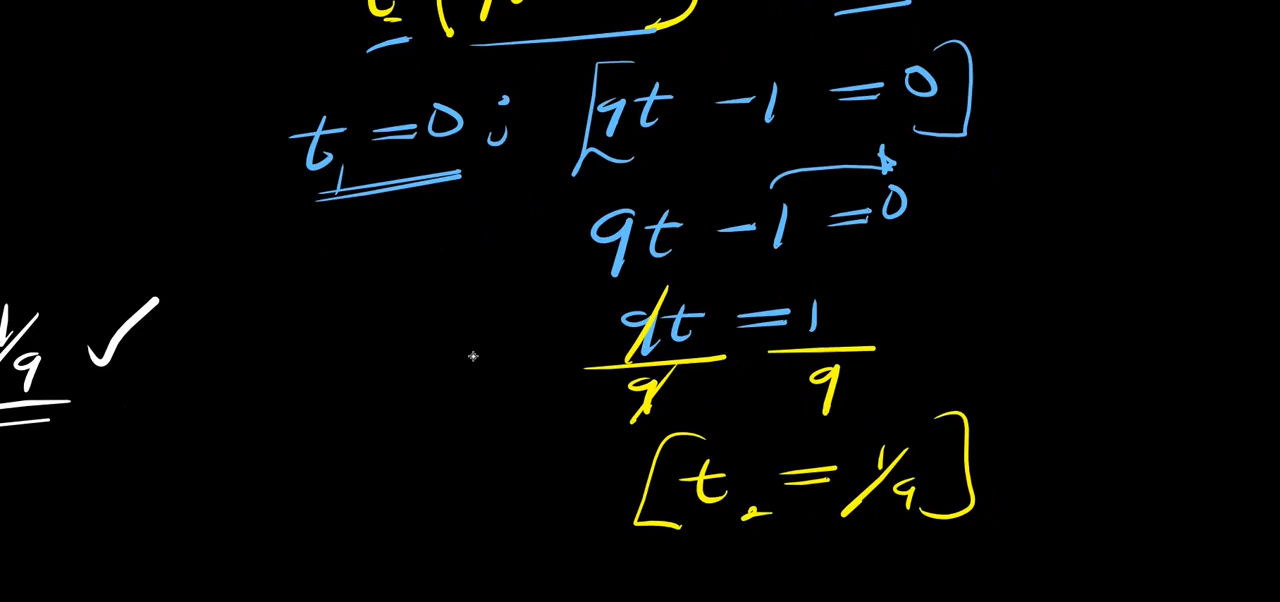 t₁ = 0 ; [9t - 1 = 0]
9t - 1 = 0
9t = 1
9 9
1/9 ✓
[t₂ = 1/9]